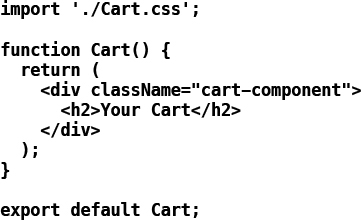 import './Cart.css';

function Cart() {
  return (
    <div className="cart-component">
      <h2>Your Cart</h2>
    </div>
  );
}

export default Cart;